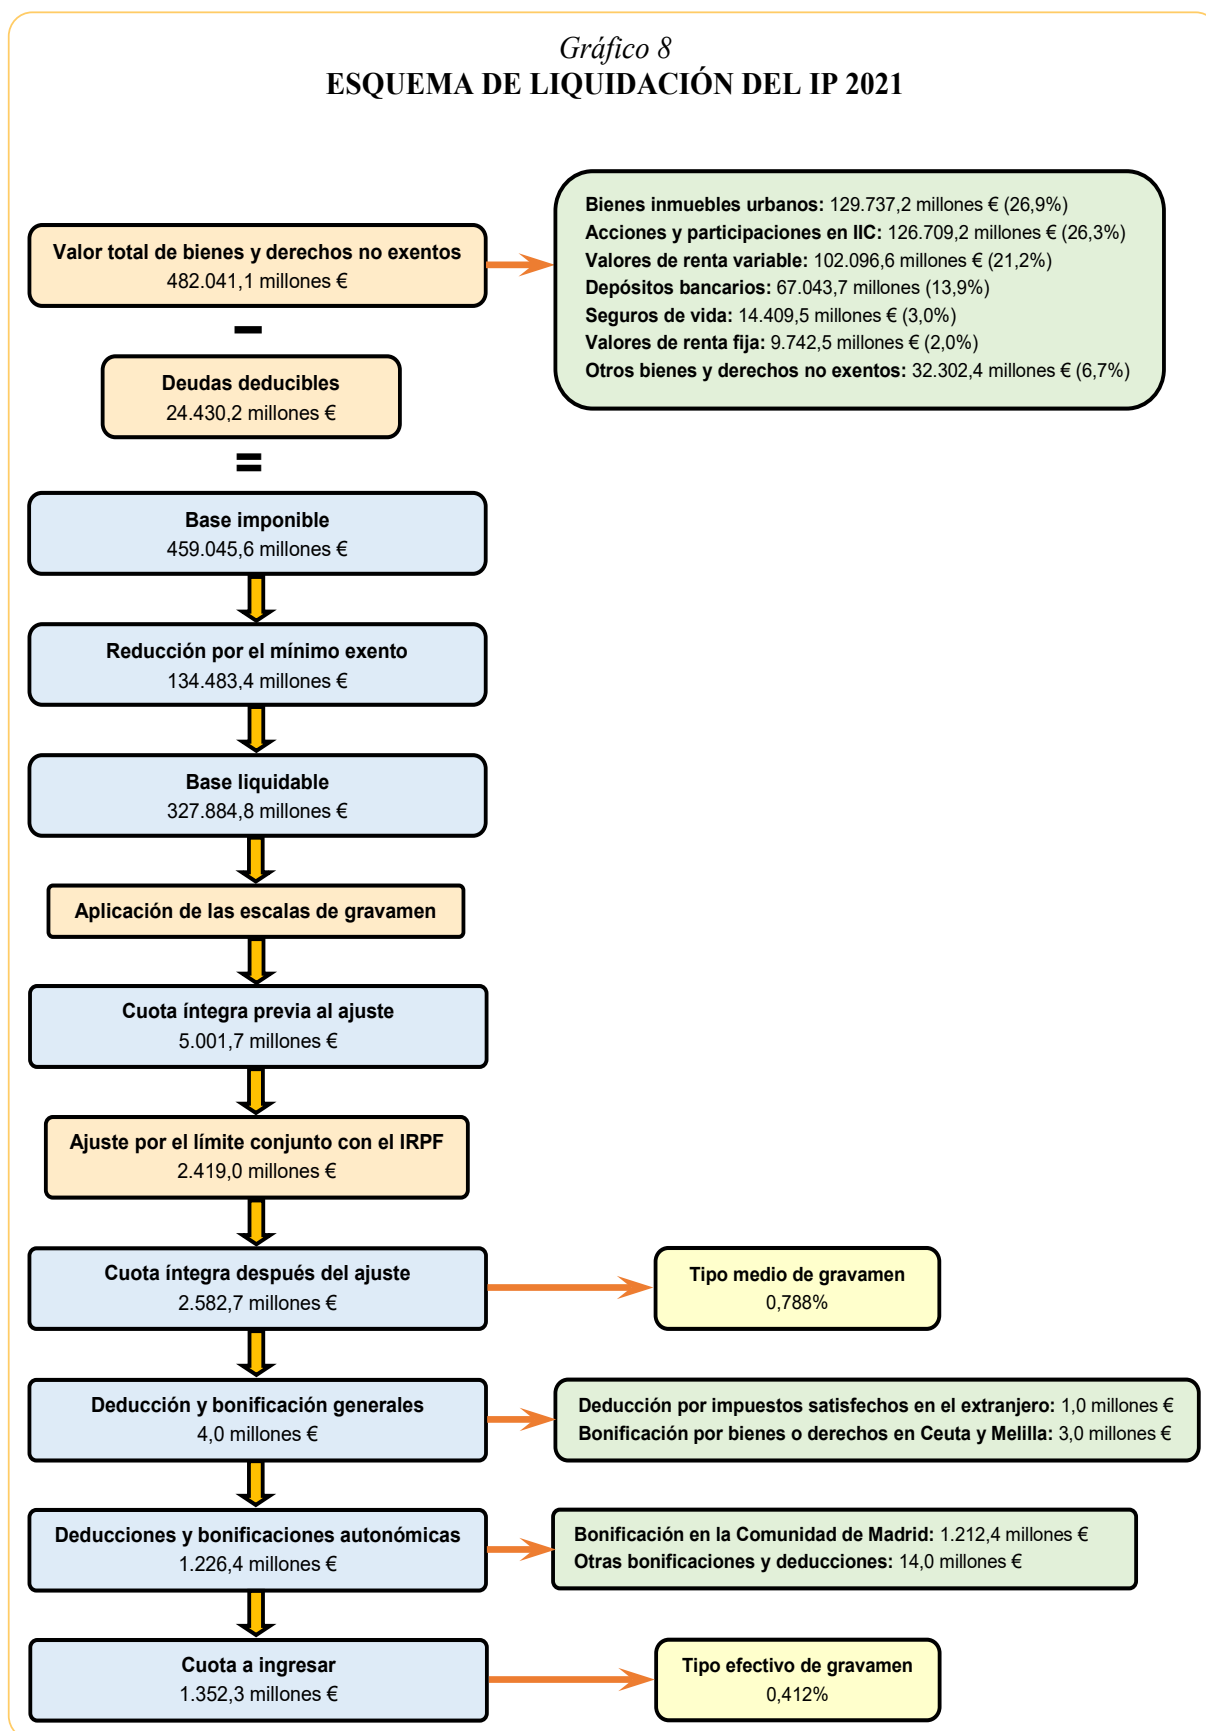 Gráfico 8
ESQUEMA DE LIQUIDACIÓN DEL IP 2021
Valor total de bienes y derechos no exentos
482.041,1 millones €
Bienes inmuebles urbanos: 129.737,2 millones € (26,9%)
Acciones y participaciones en IIC: 126.709,2 millones € (26,3%)
Valores de renta variable: 102.096,6 millones € (21,2%)
Depósitos bancarios: 67.043,7 millones (13,9%)
Seguros de vida: 14.409,5 millones € (3,0%)
Valores de renta fija: 9.742,5 millones € (2,0%)
Otros bienes y derechos no exentos: 32.302,4 millones € (6,7%)
–
Deudas deducibles
24.430,2 millones €
=
Base imponible
459.045,6 millones €
Reducción por el mínimo exento
134.483,4 millones €
Base liquidable
327.884,8 millones €
Aplicación de las escalas de gravamen
Cuota íntegra previa al ajuste
5.001,7 millones €
Ajuste por el límite conjunto con el IRPF
2.419,0 millones €
Cuota íntegra después del ajuste
2.582,7 millones €
Tipo medio de gravamen
0,788%
Deducción y bonificación generales
4,0 millones €
Deducción por impuestos satisfechos en el extranjero: 1,0 millones €
Bonificación por bienes o derechos en Ceuta y Melilla: 3,0 millones €
Deducciones y bonificaciones autonómicas
1.226,4 millones €
Bonificación en la Comunidad de Madrid: 1.212,4 millones €
Otras bonificaciones y deducciones: 14,0 millones €
Cuota a ingresar
1.352,3 millones €
Tipo efectivo de gravamen
0,412%